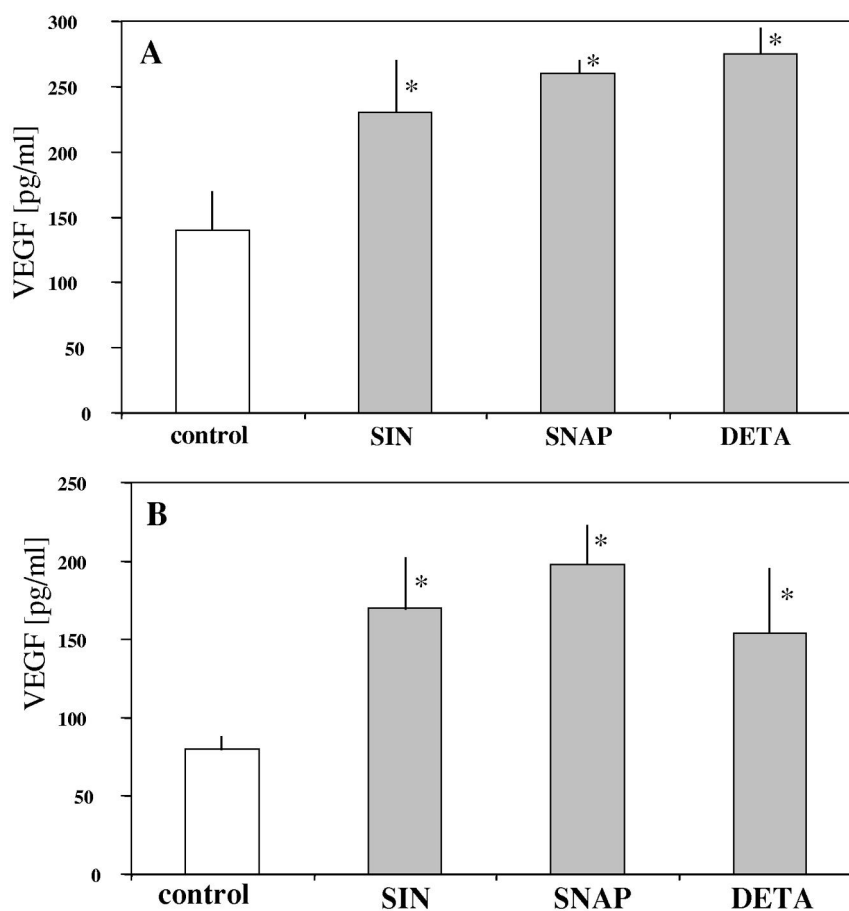 A
VEGF [pg/ml]
300
250
200
150
100
50
0
* * *
control SIN SNAP DETA
B
VEGF [pg/ml]
250
200
150
100
50
0
* * *
control SIN SNAP DETA